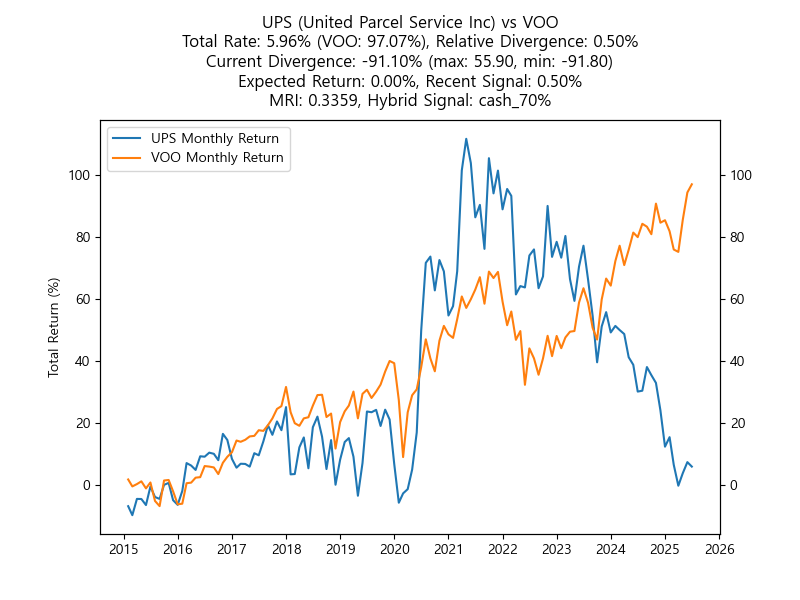 UPS (United Parcel Service Inc) vs VOO
Total Rate: 5.96% (VOO: 97.07%), Relative Divergence: 0.50%
Current Divergence: -91.10% (max: 55.90, min: -91.80)
Expected Return: 0.00%, Recent Signal: 0.50%
MRI: 0.3359, Hybrid Signal: cash_70%
UPS Monthly Return
VOO Monthly Return
Total Return (%)
100
80
60
40
20
0
100
80
60
40
20
0
2015 2016 2017 2018 2019 2020 2021 2022 2023 2024 2025 2026